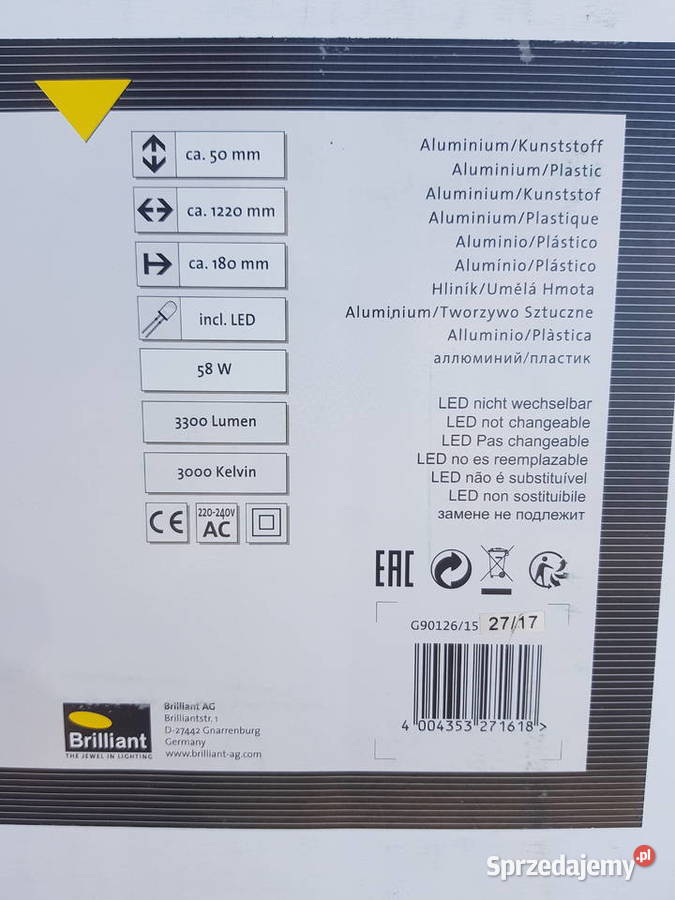 ca. 50 mm
ca. 1220 mm
ca. 180 mm
incl. LED
58 W
3300 Lumen
3000 Kelvin
CE
220-240V
AC
Aluminium/Kunststoff
Aluminium/Plastic
Aluminium/Kunststof
Aluminium/Plastique
Aluminio/Plástico
Alumínio/Plástico
Hliník/Umělá Hmota
Aluminium/Tworzywo Sztuczne
Alluminio/Plàstica
аллюминий/пластик
LED nicht wechselbar
LED not changeable
LED Pas changeable
LED no es reemplazable
LED não é substituível
LED non sostituibile
замене не подлежит
EAC
G90126/15 27/17
4 004353 271618 >
Brilliant
THE JEWEL IN LIGHTING
Brilliant AG
Brilliantstr. 1
D-27442 Gnarrenburg
Germany
www.brilliant-ag.com
Sprzedajemy.pl